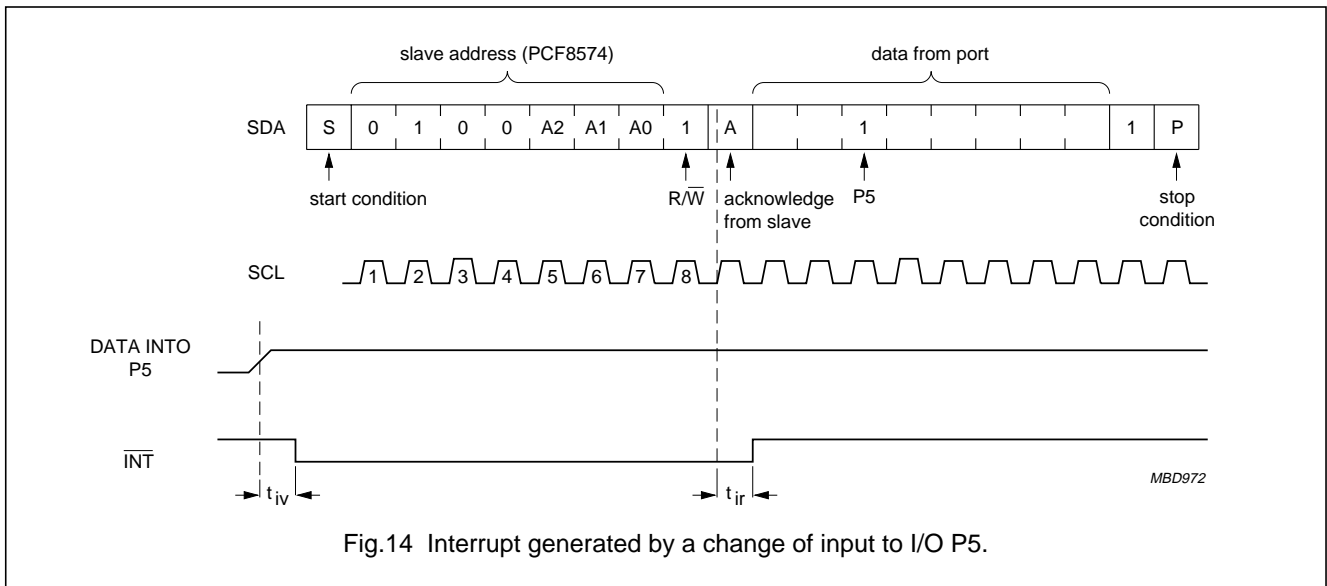 slave address (PCF8574) data from port
SDA S 0 1 0 0 A2 A1 A0 1 A 1 1 P
start condition R/W̅ acknowledge from slave P5 stop condition
SCL 1 2 3 4 5 6 7 8
DATA INTO P5
I̅N̅T̅
t iv t ir
MBD972
Fig.14 Interrupt generated by a change of input to I/O P5.